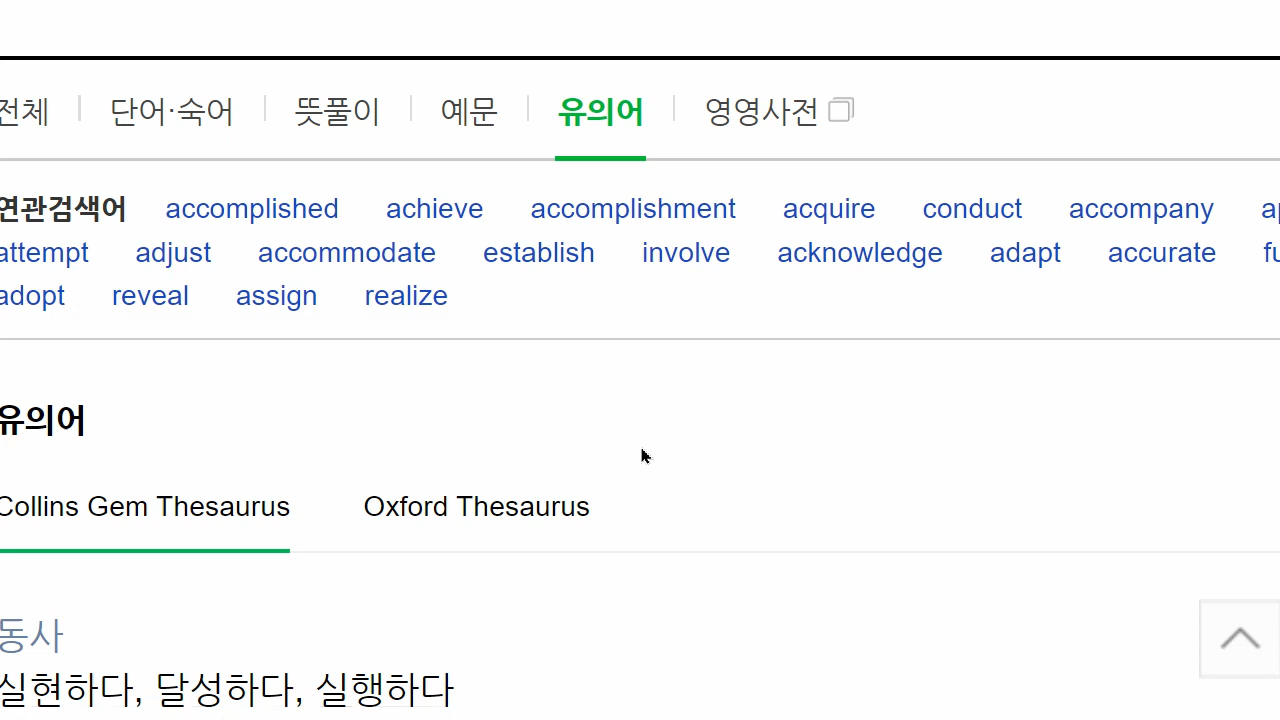 전체 단어·숙어 뜻풀이 예문 유의어 영영사전
연관검색어 accomplished achieve accomplishment acquire conduct accompany
attempt adjust accommodate establish involve acknowledge adapt accurate
adopt reveal assign realize
유의어
Collins Gem Thesaurus Oxford Thesaurus
동사
실현하다, 달성하다, 실행하다